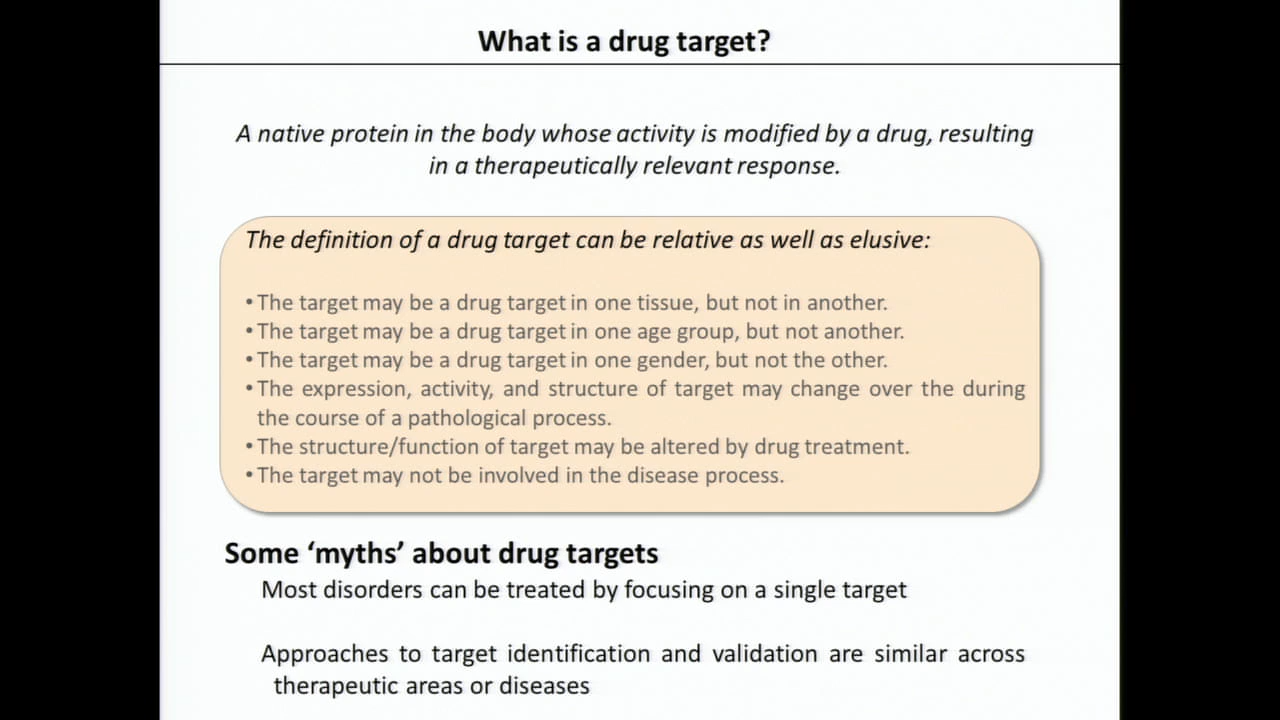 What is a drug target?
A native protein in the body whose activity is modified by a drug, resulting
in a therapeutically relevant response.
The definition of a drug target can be relative as well as elusive:
• The target may be a drug target in one tissue, but not in another.
• The target may be a drug target in one age group, but not another.
• The target may be a drug target in one gender, but not the other.
• The expression, activity, and structure of target may change over the during
the course of a pathological process.
• The structure/function of target may be altered by drug treatment.
• The target may not be involved in the disease process.
Some ‘myths’ about drug targets
Most disorders can be treated by focusing on a single target
Approaches to target identification and validation are similar across
therapeutic areas or diseases